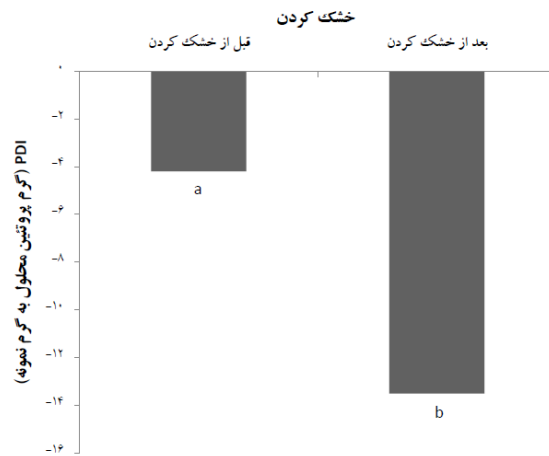 خشک کردن
قبل از خشک کردن
بعد از خشک کردن
۰
-۲
-۴
-۶
-۸
-۱۰
-۱۲
-۱۴
-۱۶
PDI (گرم پروتئین محلول به گرم نمونه)
a
b